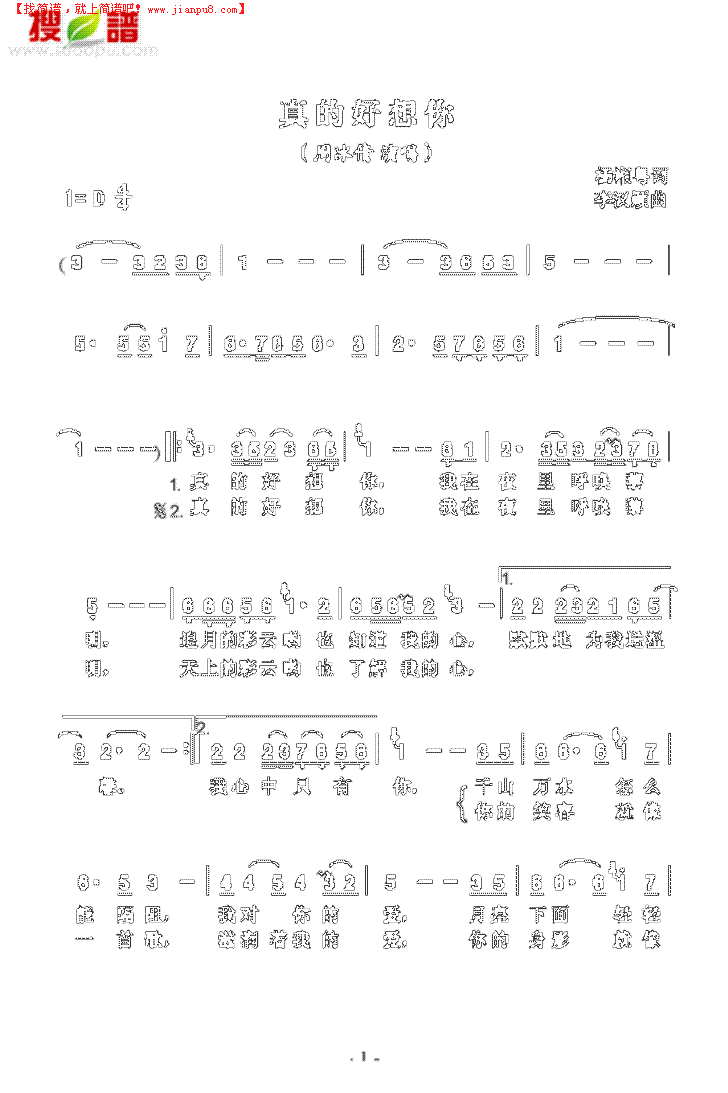 【找简谱，就上简谱吧! www.jianpu8.com】
搜谱
www.sooopu.com
真的好想你
（周冰倩 演唱）
1= D 4/4
李汉颖曲
(3 — 3 2 3 6 | 1 — — — | 3 — 3 6 5 3 | 5 — — — |
5· 5 5 1 7 | 6· 7 6 5 6· 3 | 2· 5 7 6 5 6 | 1 — — —
1 — — — ) ‖: 3· 3 5 2 3 6 5 | 1 — — 6 1 | 2· 3 5 3 2 3 7 6
1. 真 的 好 想 你， 我在 夜 里 呼唤 黎
2. 真 的 好 想 你， 我在 夜 里 呼唤 黎
5 — — — | 6 6 6 5 6 1· 2 | 6 5 6 5 2 3 — | 2 2 2 3 2 1 6 5
明， 追月的彩云哟也 知道 我的 心， 默默地 为我送温
明， 天上的彩云哟也 了解 我的 心，
1.
3 2· 2 — :‖ 2 2 2 3 7 6 5 6 | 1 — — 3 5 | 6 6· 6 1 7
2.
馨。 我心 中 只 有 你。 千山 万水 怎么
你的 笑容 就像
6· 5 3 — | 4 4 5 4 3 2 | 5 — — 3 5 | 6 6· 6 1 7
能 隔阻， 我对 你的 爱， 月亮 下面 轻轻
一 首歌， 滋润着我的 爱， 你的 身影 就像
- 1 -